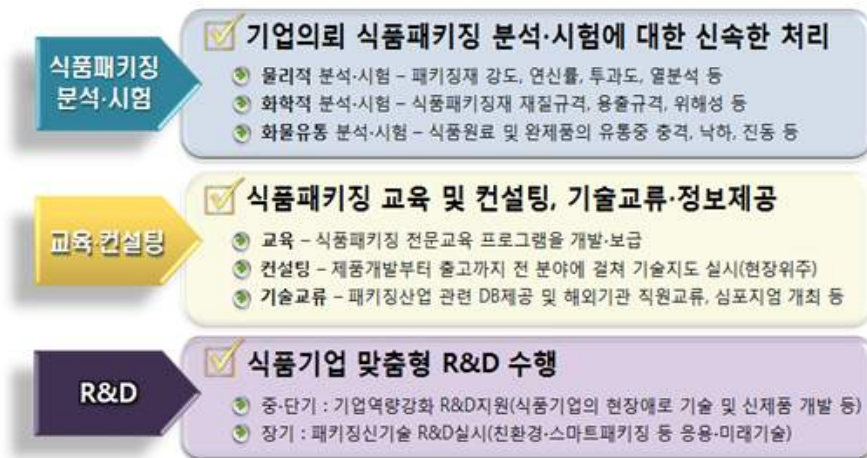 식품패키징
분석·시험
기업의뢰 식품패키징 분석·시험에 대한 신속한 처리
물리적 분석·시험 – 패키징재 강도, 연신률, 투과도, 열분석 등
화학적 분석·시험 – 식품패키징재 재질규격, 용출규격, 위해성 등
화물유통 분석·시험 – 식품원료 및 완제품의 유통중 충격, 낙하, 진동 등
교육·컨설팅
식품패키징 교육 및 컨설팅, 기술교류·정보제공
교육 – 식품패키징 전문교육 프로그램을 개발·보급
컨설팅 – 제품개발부터 출고까지 전 분야에 걸쳐 기술지도 실시(현장위주)
기술교류 – 패키징산업 관련 DB제공 및 해외기관 직원교류, 심포지엄 개최 등
R&D
식품기업 맞춤형 R&D 수행
중·단기 : 기업역량강화 R&D지원(식품기업의 현장애로 기술 및 신제품 개발 등)
장기 : 패키징신기술 R&D실시(친환경·스마트패키징 등 응용·미래기술)